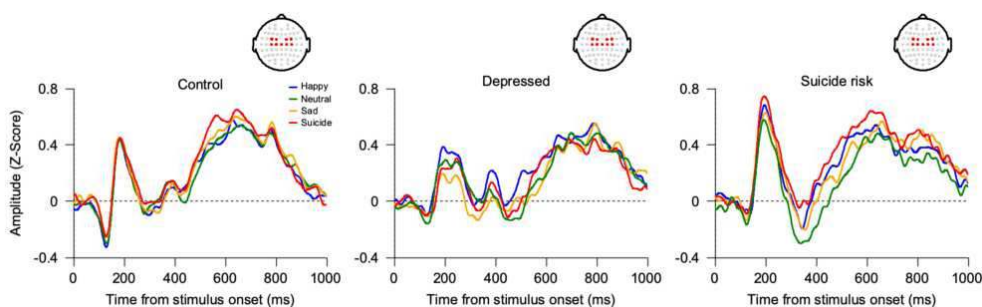 Control
Depressed
Suicide risk
Happy
Neutral
Sad
Suicide
Amplitude (Z-Score)
0.8
0.4
0
-0.4
0 200 400 600 800 1000
Time from stimulus onset (ms)
0.8
0.4
0
-0.4
0 200 400 600 800 1000
Time from stimulus onset (ms)
0.8
0.4
0
-0.4
0 200 400 600 800 1000
Time from stimulus onset (ms)